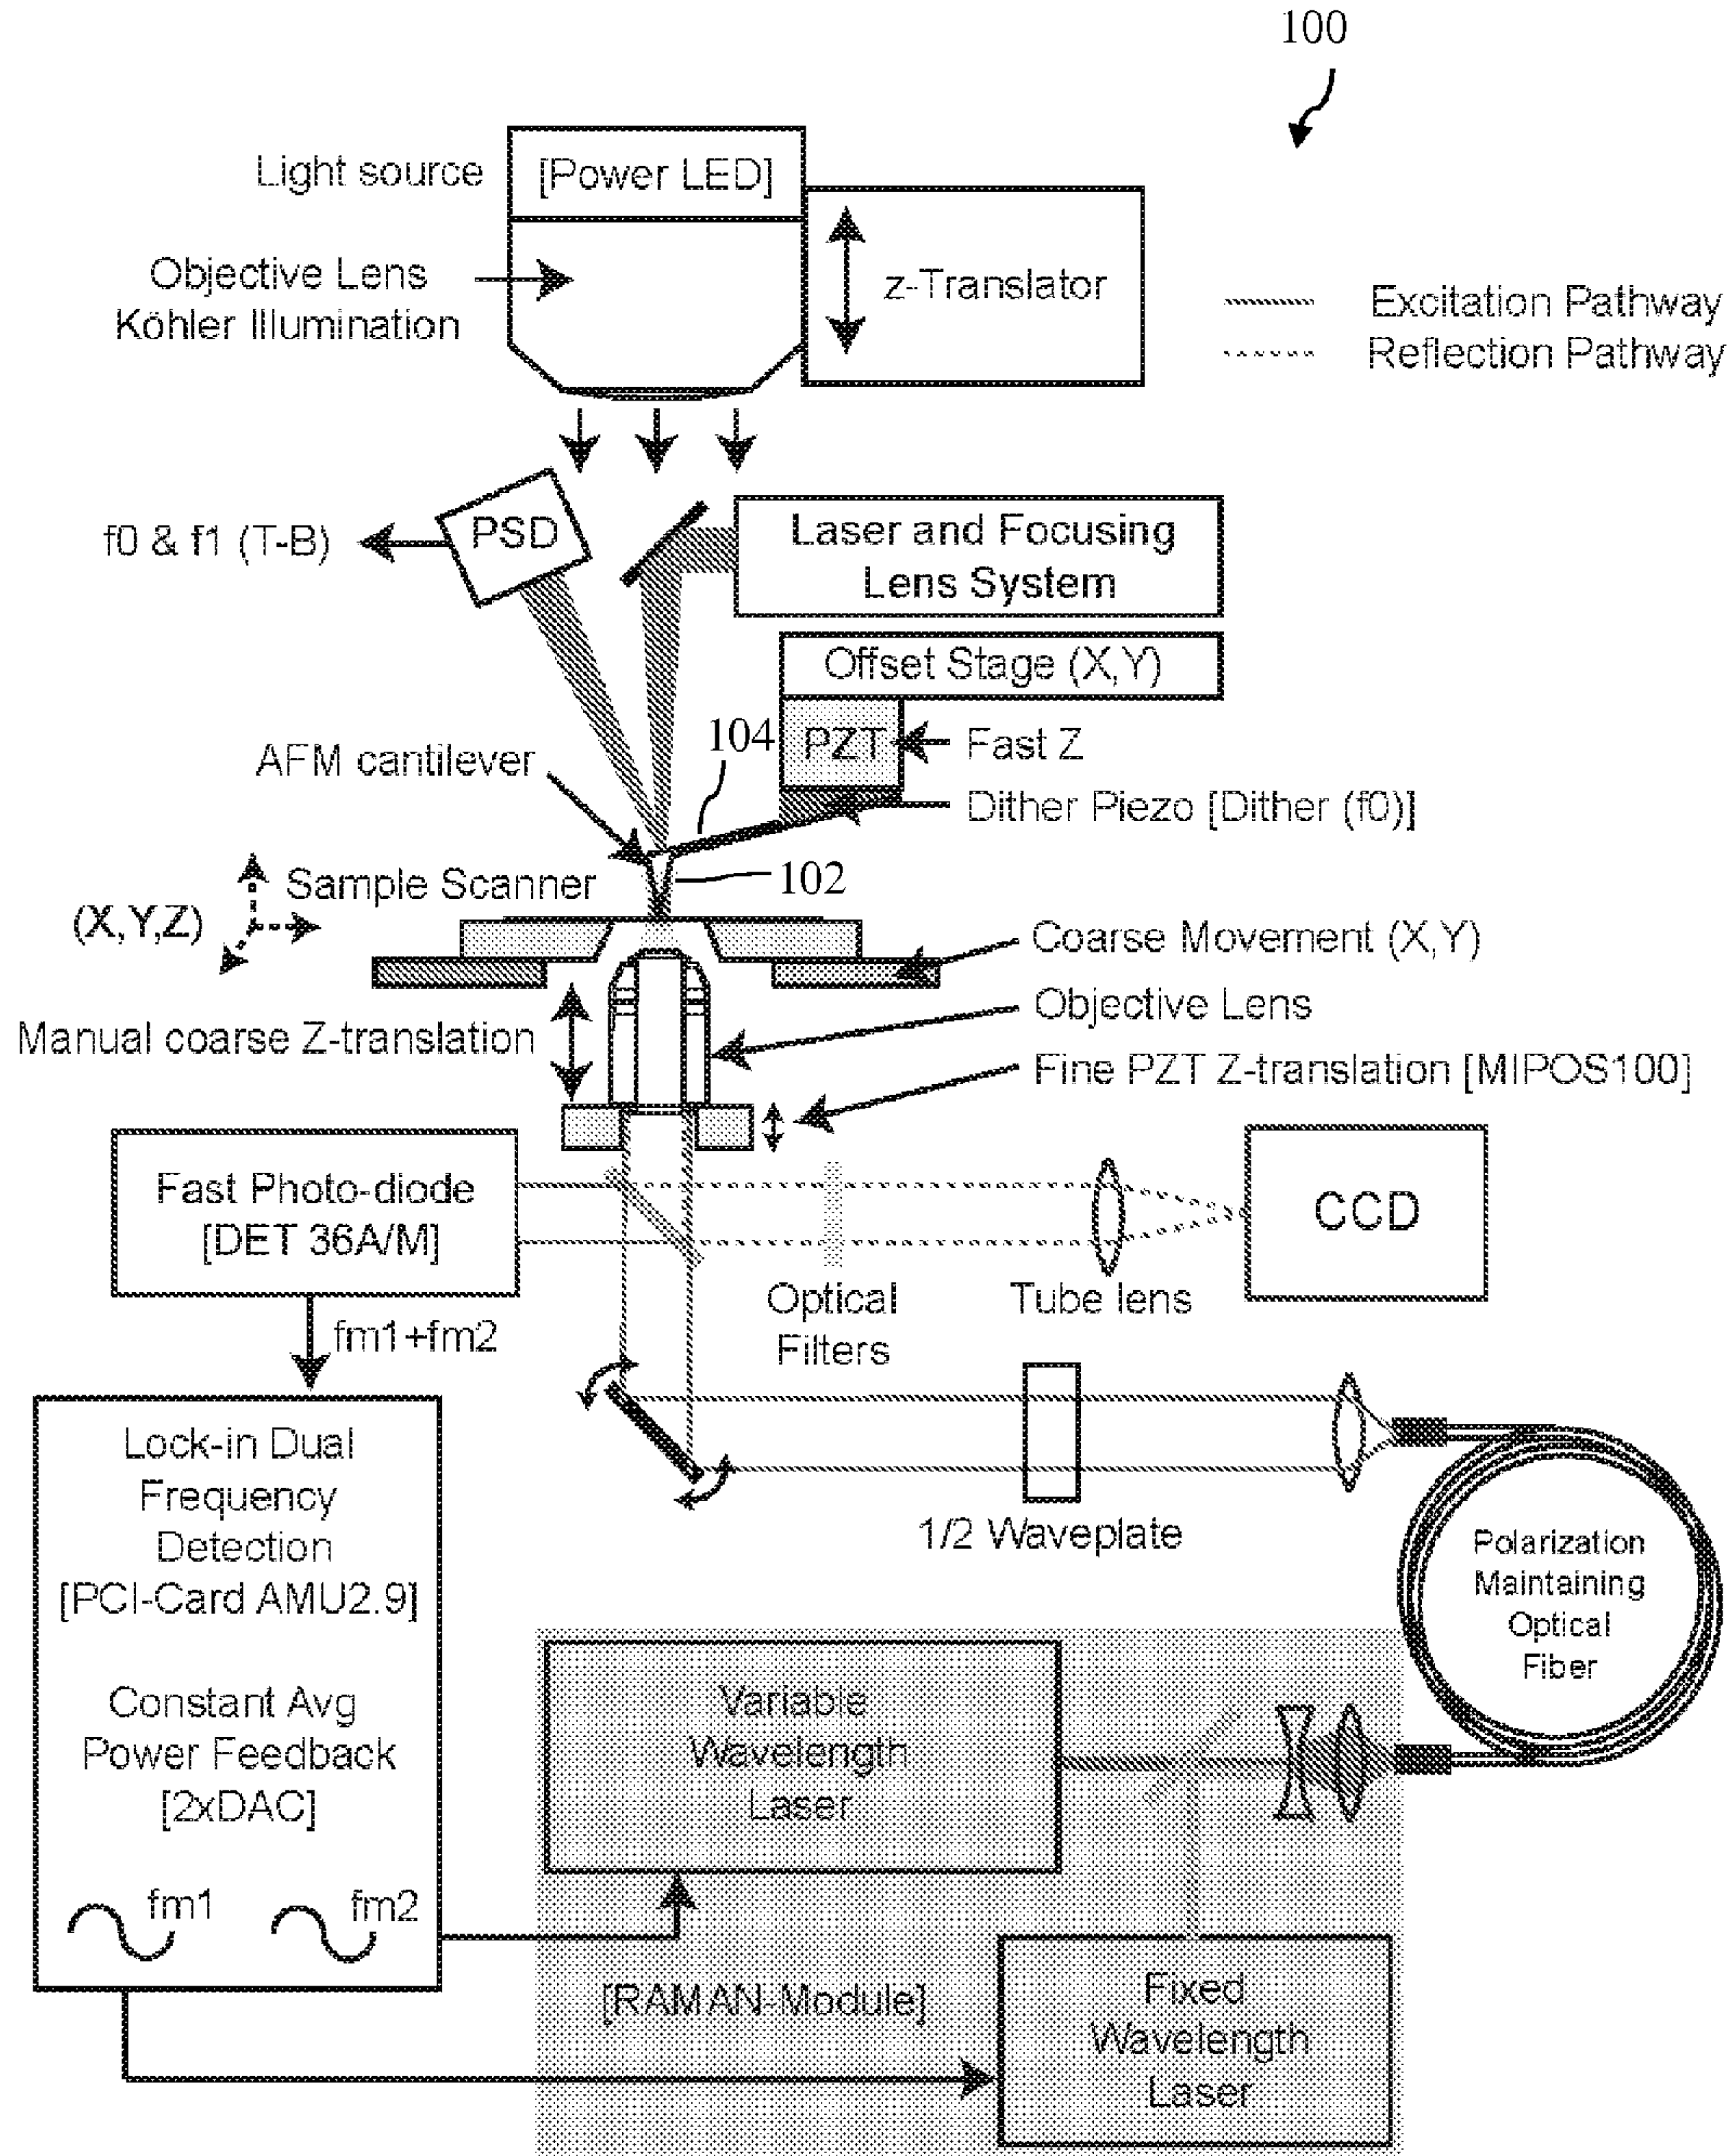 100
Light source
[Power LED]
Objective Lens
Köhler Illumination
z-Translator
Excitation Pathway
Reflection Pathway
f0 & f1 (T-B)
PSD
Laser and Focusing
Lens System
Offset Stage (X,Y)
PZT
Fast Z
104
AFM cantilever
Dither Piezo [Dither (f0)]
Sample Scanner
102
(X,Y,Z)
Coarse Movement (X,Y)
Objective Lens
Manual coarse Z-translation
Fine PZT Z-translation [MIPOS100]
Fast Photo-diode
[DET 36A/M]
CCD
Optical
Filters
Tube lens
fm1+fm2
Lock-in Dual
Frequency
Detection
[PCI-Card AMU2.9]
Constant Avg
Power Feedback
[2xDAC]
fm1
fm2
1/2 Waveplate
Polarization
Maintaining
Optical
Fiber
Variable
Wavelength
Laser
[RAMAN-Module]
Fixed
Wavelength
Laser